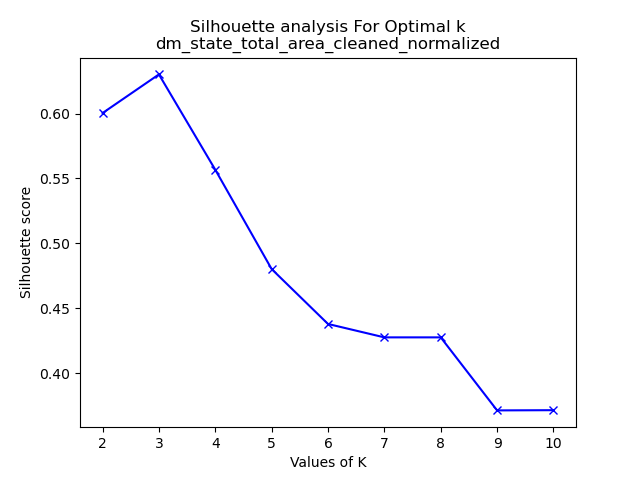 Silhouette analysis For Optimal k
dm_state_total_area_cleaned_normalized
0.60
0.55
0.50
0.45
0.40
Silhouette score
2 3 4 5 6 7 8 9 10
Values of K